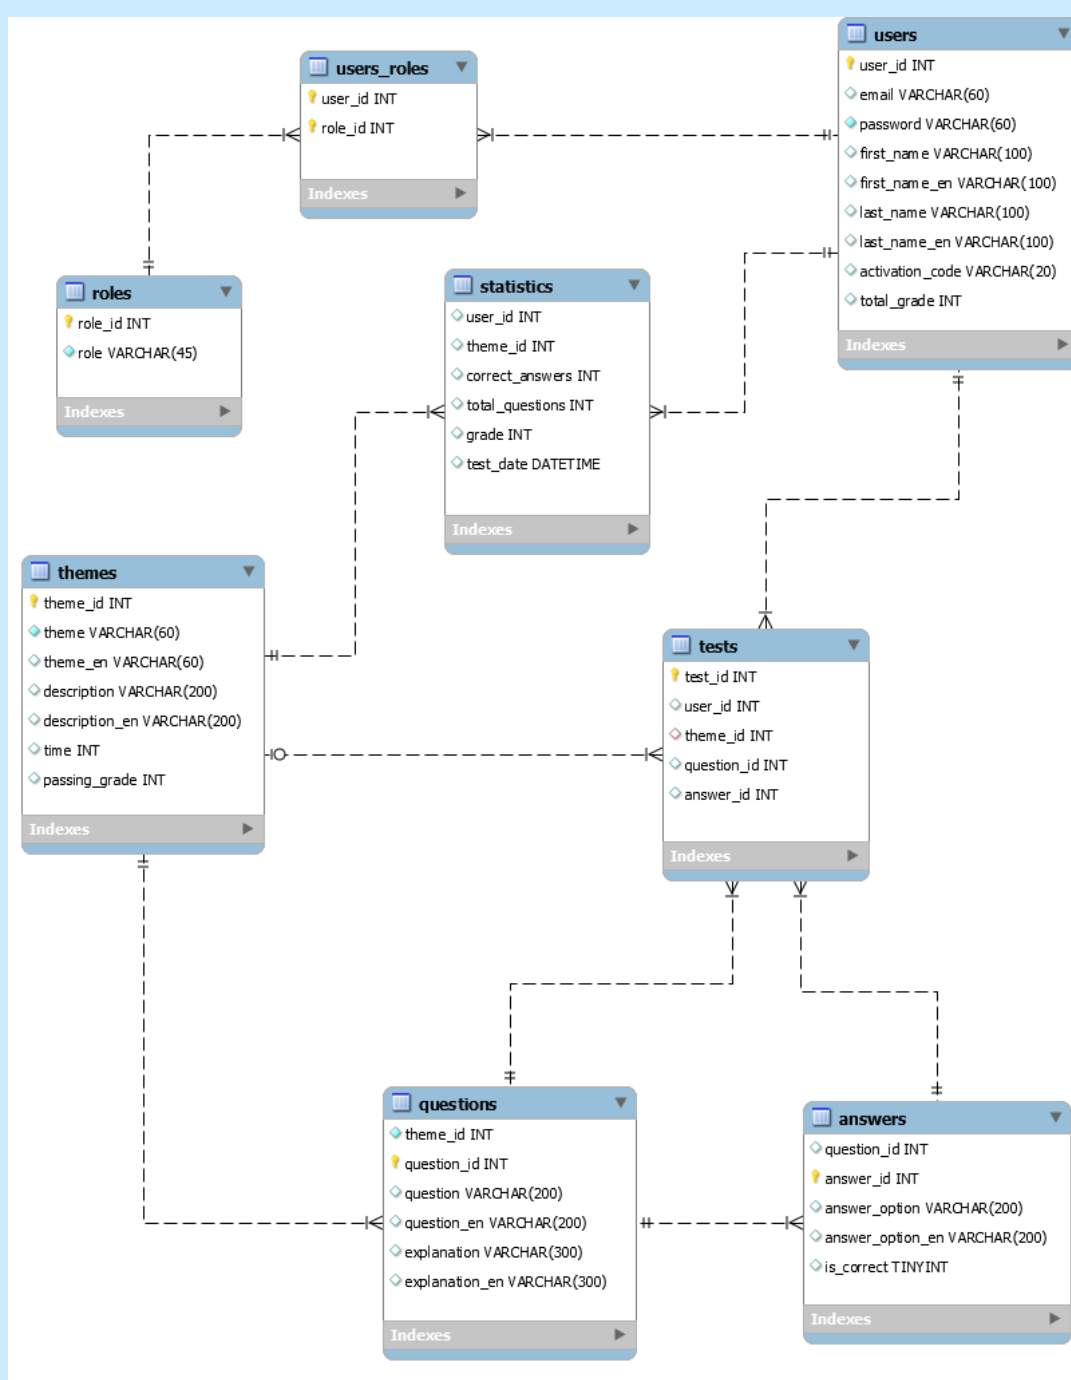 users
user_id INT
email VARCHAR(60)
password VARCHAR(60)
first_name VARCHAR(100)
first_name_en VARCHAR(100)
last_name VARCHAR(100)
last_name_en VARCHAR(100)
activation_code VARCHAR(20)
total_grade INT
Indexes
users_roles
user_id INT
role_id INT
Indexes
roles
role_id INT
role VARCHAR(45)
Indexes
statistics
user_id INT
theme_id INT
correct_answers INT
total_questions INT
grade INT
test_date DATETIME
Indexes
themes
theme_id INT
theme VARCHAR(60)
theme_en VARCHAR(60)
description VARCHAR(200)
description_en VARCHAR(200)
time INT
passing_grade INT
Indexes
tests
test_id INT
user_id INT
theme_id INT
question_id INT
answer_id INT
Indexes
questions
theme_id INT
question_id INT
question VARCHAR(200)
question_en VARCHAR(200)
explanation VARCHAR(300)
explanation_en VARCHAR(300)
Indexes
answers
question_id INT
answer_id INT
answer_option VARCHAR(200)
answer_option_en VARCHAR(200)
is_correct TINYINT
Indexes